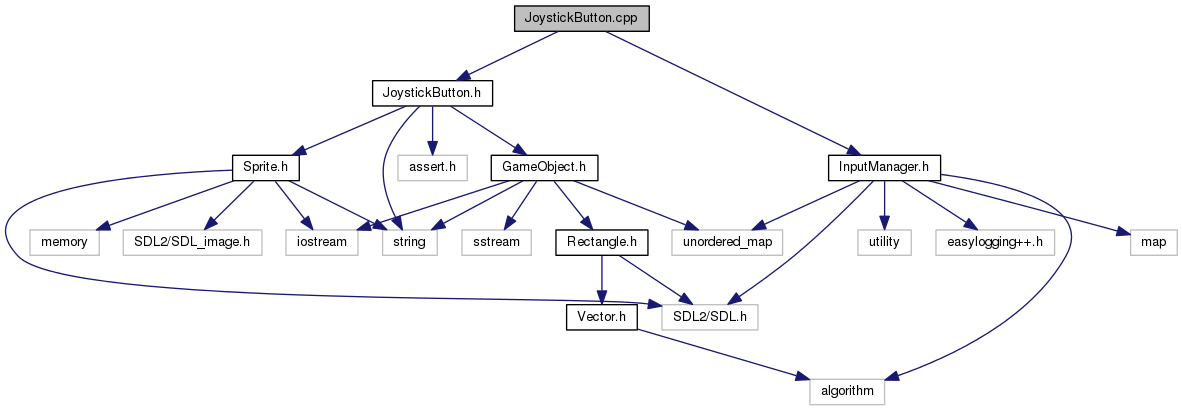 JoystickButton.cpp
JoystickButton.h
Sprite.h
assert.h
GameObject.h
InputManager.h
memory
SDL2/SDL_image.h
iostream
string
sstream
Rectangle.h
unordered_map
utility
easylogging++.h
map
Vector.h
SDL2/SDL.h
algorithm